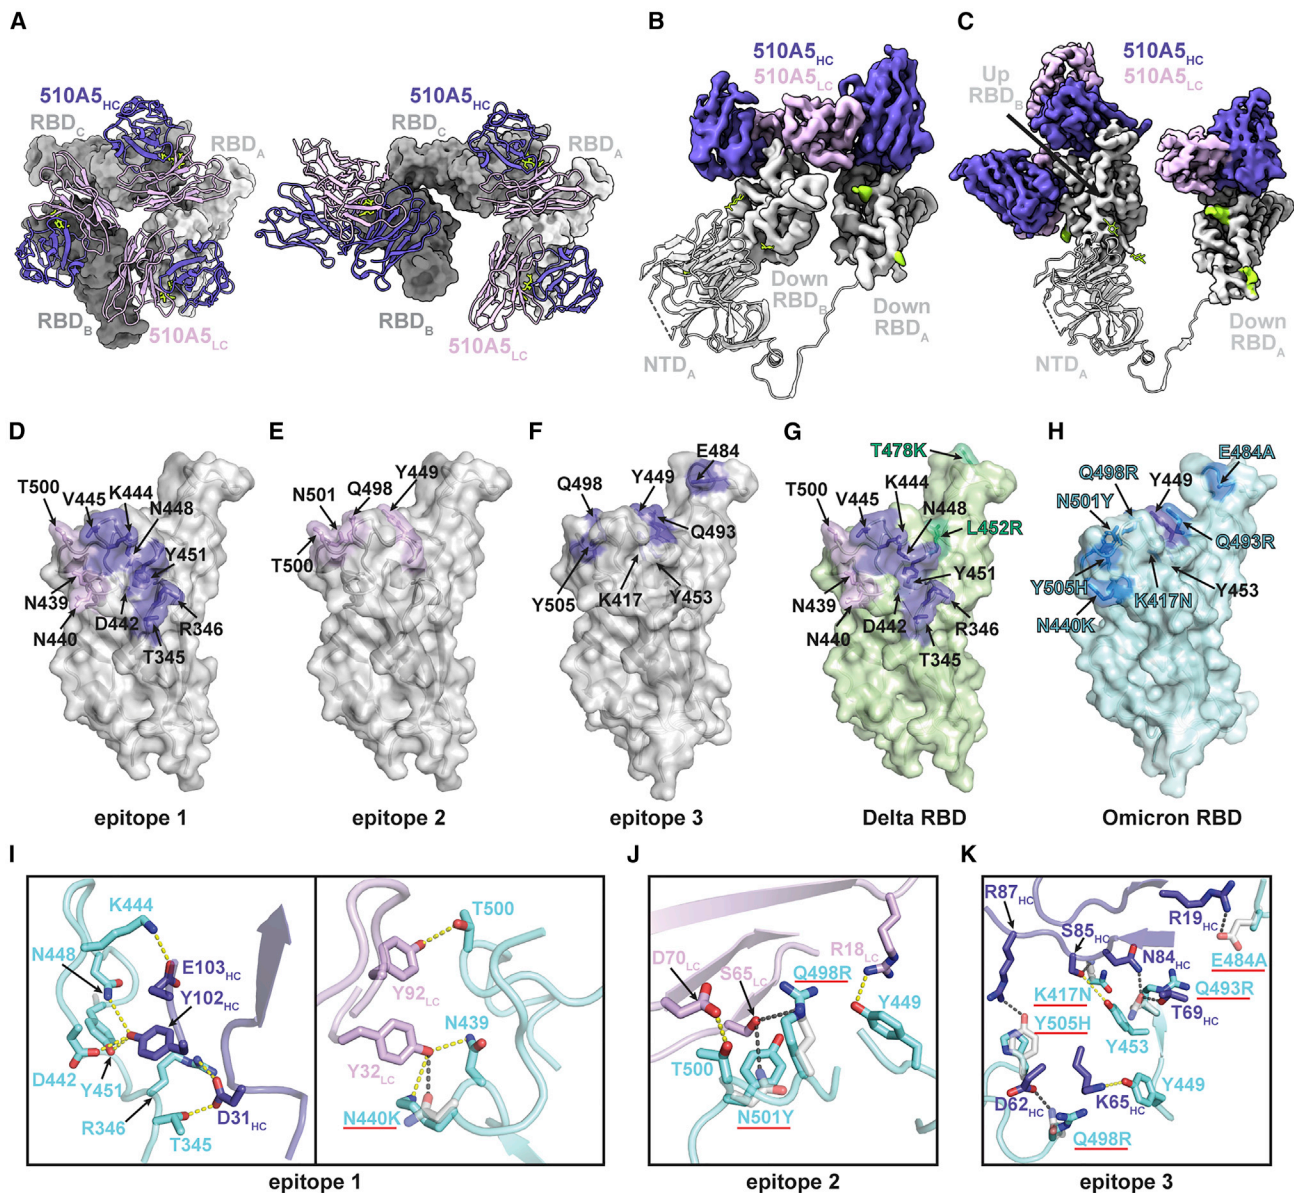 A
510A5HC
RBDC
RBDA
RBDB
510A5LC
510A5HC
RBDC
RBDA
RBDB
510A5LC
B
510A5HC
510A5LC
Down
RBDB
Down
RBDA
NTDA
C
510A5HC
510A5LC
Up
RBDB
Down
RBDA
NTDA
D
T500
V445
K444
N448
Y451
N439
N440
D442
R346
T345
epitope 1
E
N501
Q498
Y449
T500
epitope 2
F
E484
Q498
Y449
Q493
Y505
K417
Y453
epitope 3
G
T478K
K444
V445
T500
N448
L452R
Y451
N439
N440
D442
R346
T345
Delta RBD
H
E484A
Q498R
Y449
N501Y
Q493R
Y505H
K417N
Y453
N440K
Omicron RBD
I
K444
N448
E103HC
Y102HC
D442
Y451
R346
D31HC
T345
T500
Y92LC
N439
Y32LC
N440K
epitope 1
J
D70LC
S65LC
R18LC
Q498R
Y449
T500
N501Y
epitope 2
K
R87HC
R19HC
S85HC
N84HC
E484A
K417N
Q493R
Y505H
T69HC
Y453
Y449
D62HC
K65HC
Q498R
epitope 3